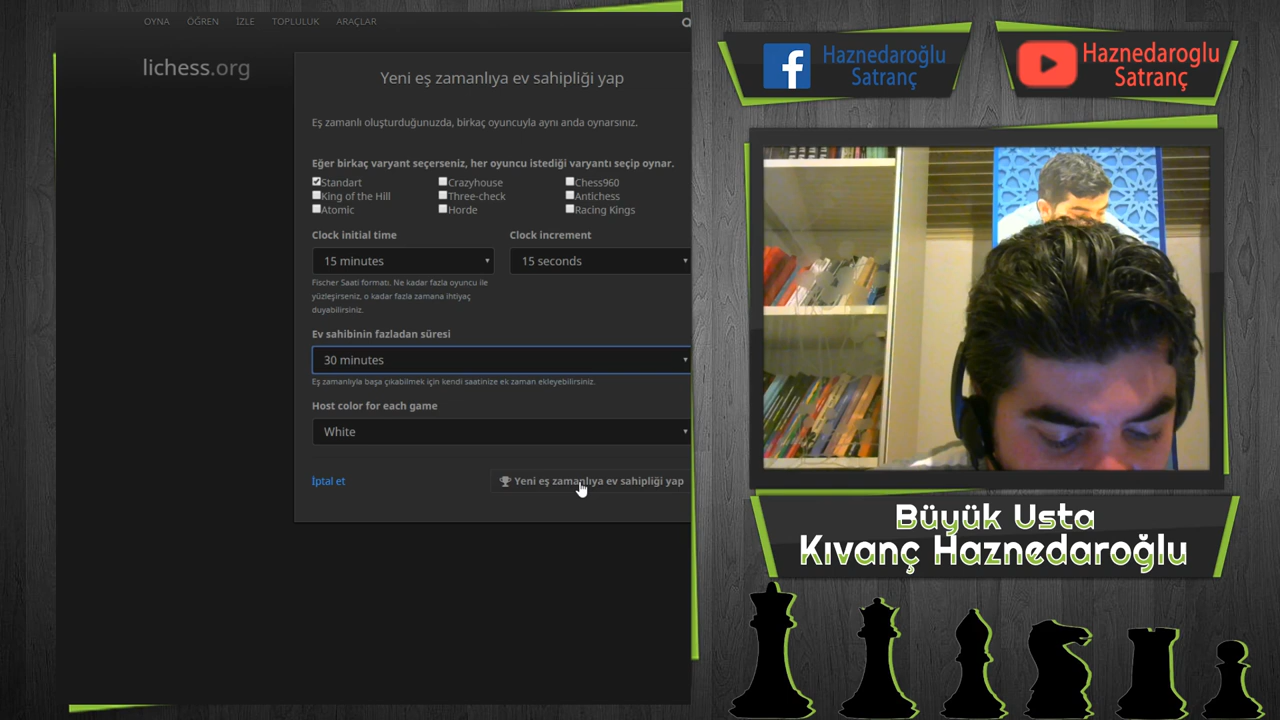 OYNA ÖĞREN İZLE TOPLULUK ARAÇLAR
lichess.org
Yeni eş zamanlıya ev sahipliği yap
Eş zamanlı oluşturduğunuzda, birkaç oyuncuyla aynı anda oynarsınız.
Eğer birkaç varyant seçerseniz, her oyuncu istediği varyantı seçip oynar.
Standart Crazyhouse Chess960
King of the Hill Three-check Antichess
Atomic Horde Racing Kings
Clock initial time Clock increment
15 minutes 15 seconds
Fischer Saati formatı. Ne kadar fazla oyuncu ile
yüzleşirseniz, o kadar fazla zamana ihtiyaç
duyabilirsiniz.
Ev sahibinin fazladan süresi
30 minutes
Eş zamanlıyla başa çıkabilmek için kendi saatinize ek zaman ekleyebilirsiniz.
Host color for each game
White
İptal et Yeni eş zamanlıya ev sahipliği yap
Haznedaroğlu
Satranç
Haznedaroglu
Satranç
Büyük Usta
Kıvanç Haznedaroğlu